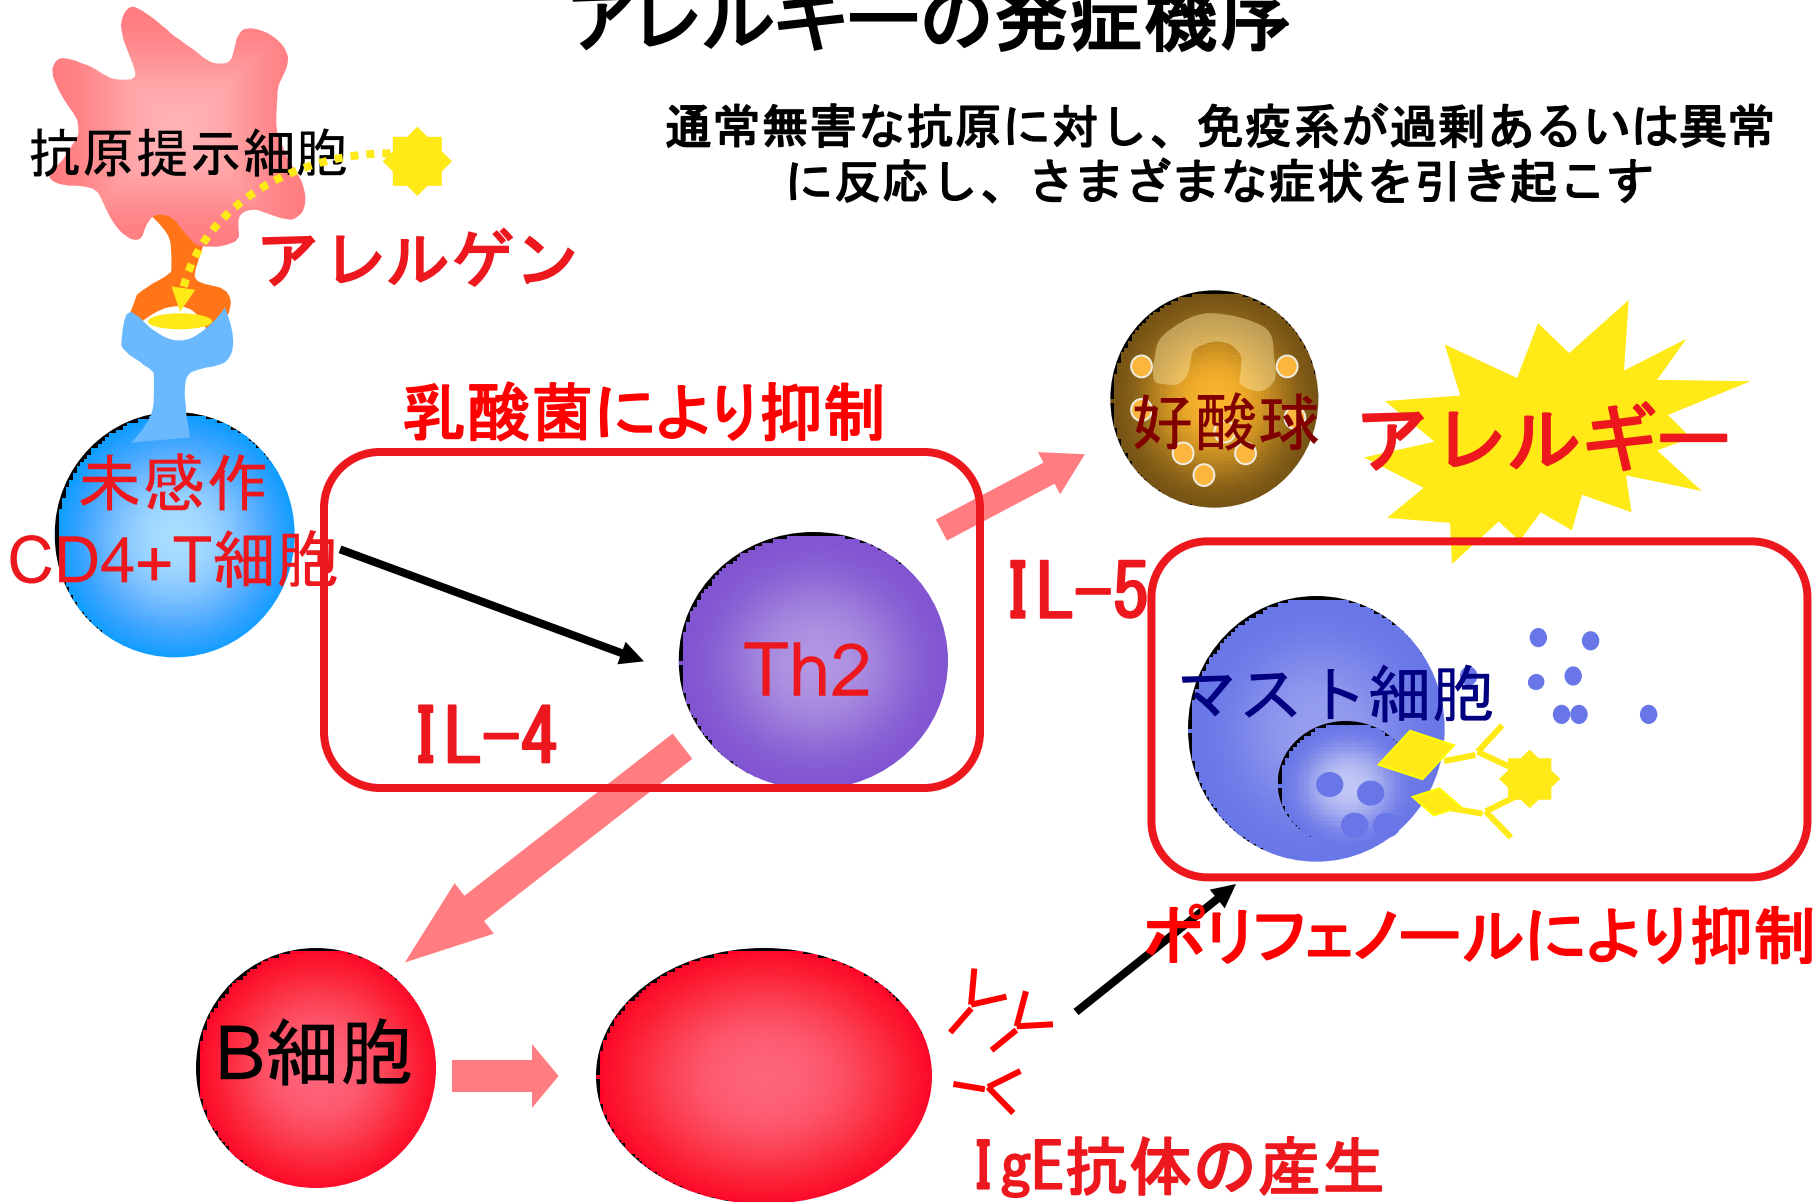 アレルギーの発症機序
通常無害な抗原に対し、免疫系が過剰あるいは異常
に反応し、さまざまな症状を引き起こす
抗原提示細胞
アレルゲン
乳酸菌により抑制
好酸球
アレルギー
未感作
CD4+T細胞
IL-5
Th2
マスト細胞
IL-4
ポリフェノールにより抑制
B細胞
IgE抗体の産生